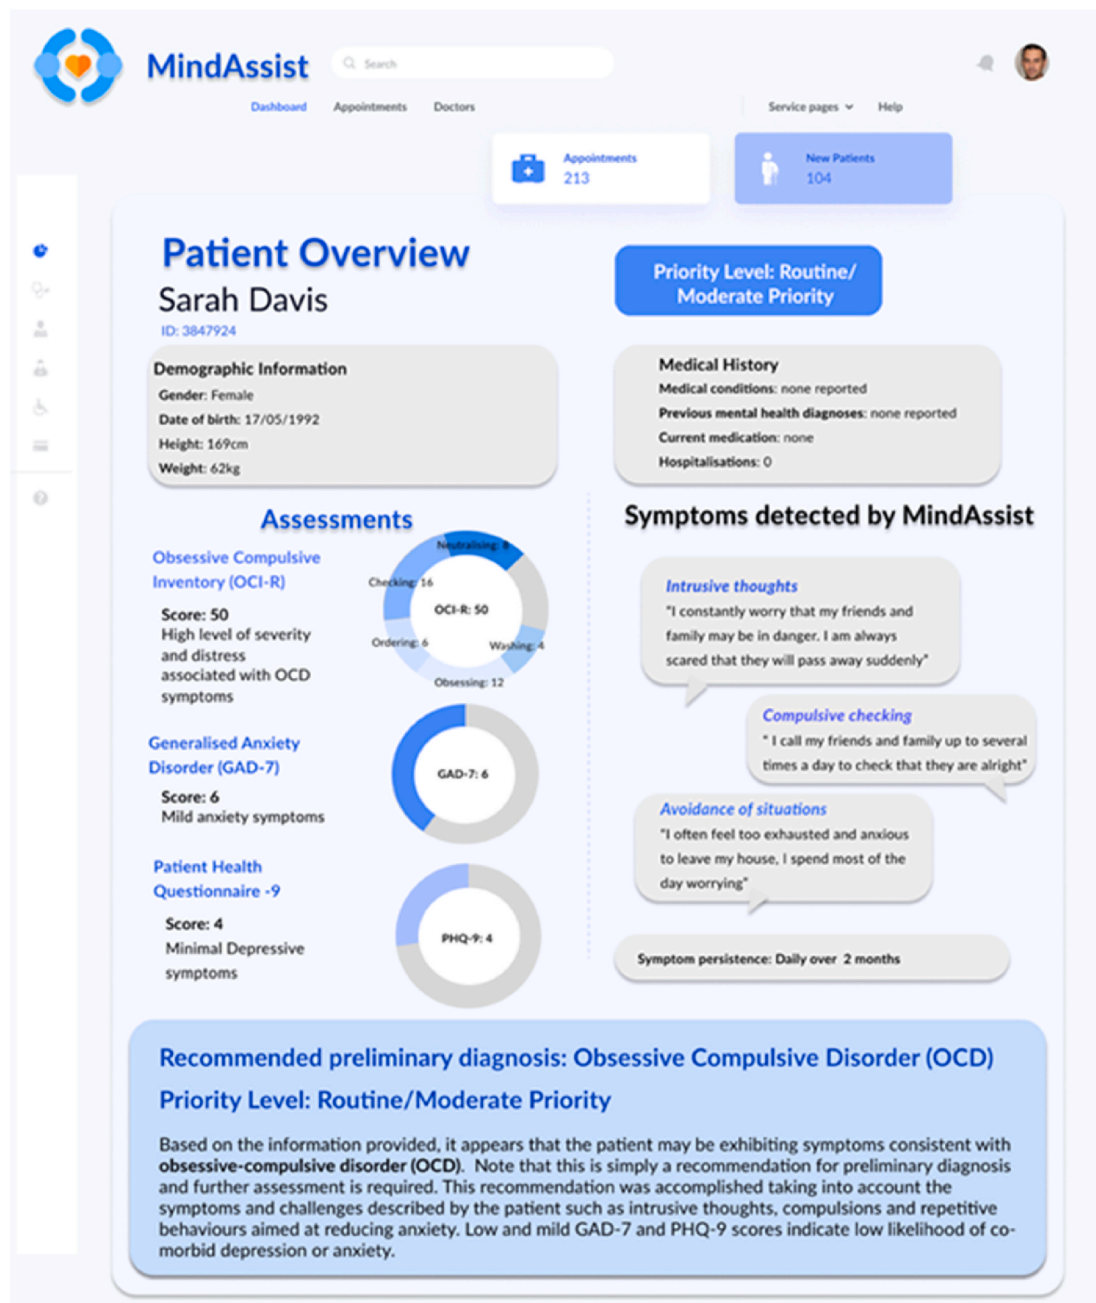 MindAssist
Search
Dashboard
Appointments
Doctors
Service pages
Help
Appointments
213
New Patients
104
Patient Overview
Sarah Davis
ID: 3847924
Priority Level: Routine/
Moderate Priority
Demographic Information
Gender: Female
Date of birth: 17/05/1992
Height: 169cm
Weight: 62kg
Medical History
Medical conditions: none reported
Previous mental health diagnoses: none reported
Current medication: none
Hospitalisations: 0
Assessments
Obsessive Compulsive
Inventory (OCI-R)
Score: 50
High level of severity
and distress
associated with OCD
symptoms
Neutralising: 8
Checking: 16
OCI-R: 50
Ordering: 6
Washing: 4
Obsessing: 12
Generalised Anxiety
Disorder (GAD-7)
Score: 6
Mild anxiety symptoms
GAD-7: 6
Patient Health
Questionnaire -9
Score: 4
Minimal Depressive
symptoms
PHQ-9: 4
Symptoms detected by MindAssist
Intrusive thoughts
"I constantly worry that my friends and
family may be in danger. I am always
scared that they will pass away suddenly"
Compulsive checking
" I call my friends and family up to several
times a day to check that they are alright"
Avoidance of situations
"I often feel too exhausted and anxious
to leave my house, I spend most of the
day worrying"
Symptom persistence: Daily over 2 months
Recommended preliminary diagnosis: Obsessive Compulsive Disorder (OCD)
Priority Level: Routine/Moderate Priority
Based on the information provided, it appears that the patient may be exhibiting symptoms consistent with
obsessive-compulsive disorder (OCD). Note that this is simply a recommendation for preliminary diagnosis
and further assessment is required. This recommendation was accomplished taking into account the
symptoms and challenges described by the patient such as intrusive thoughts, compulsions and repetitive
behaviours aimed at reducing anxiety. Low and mild GAD-7 and PHQ-9 scores indicate low likelihood of co-
morbid depression or anxiety.